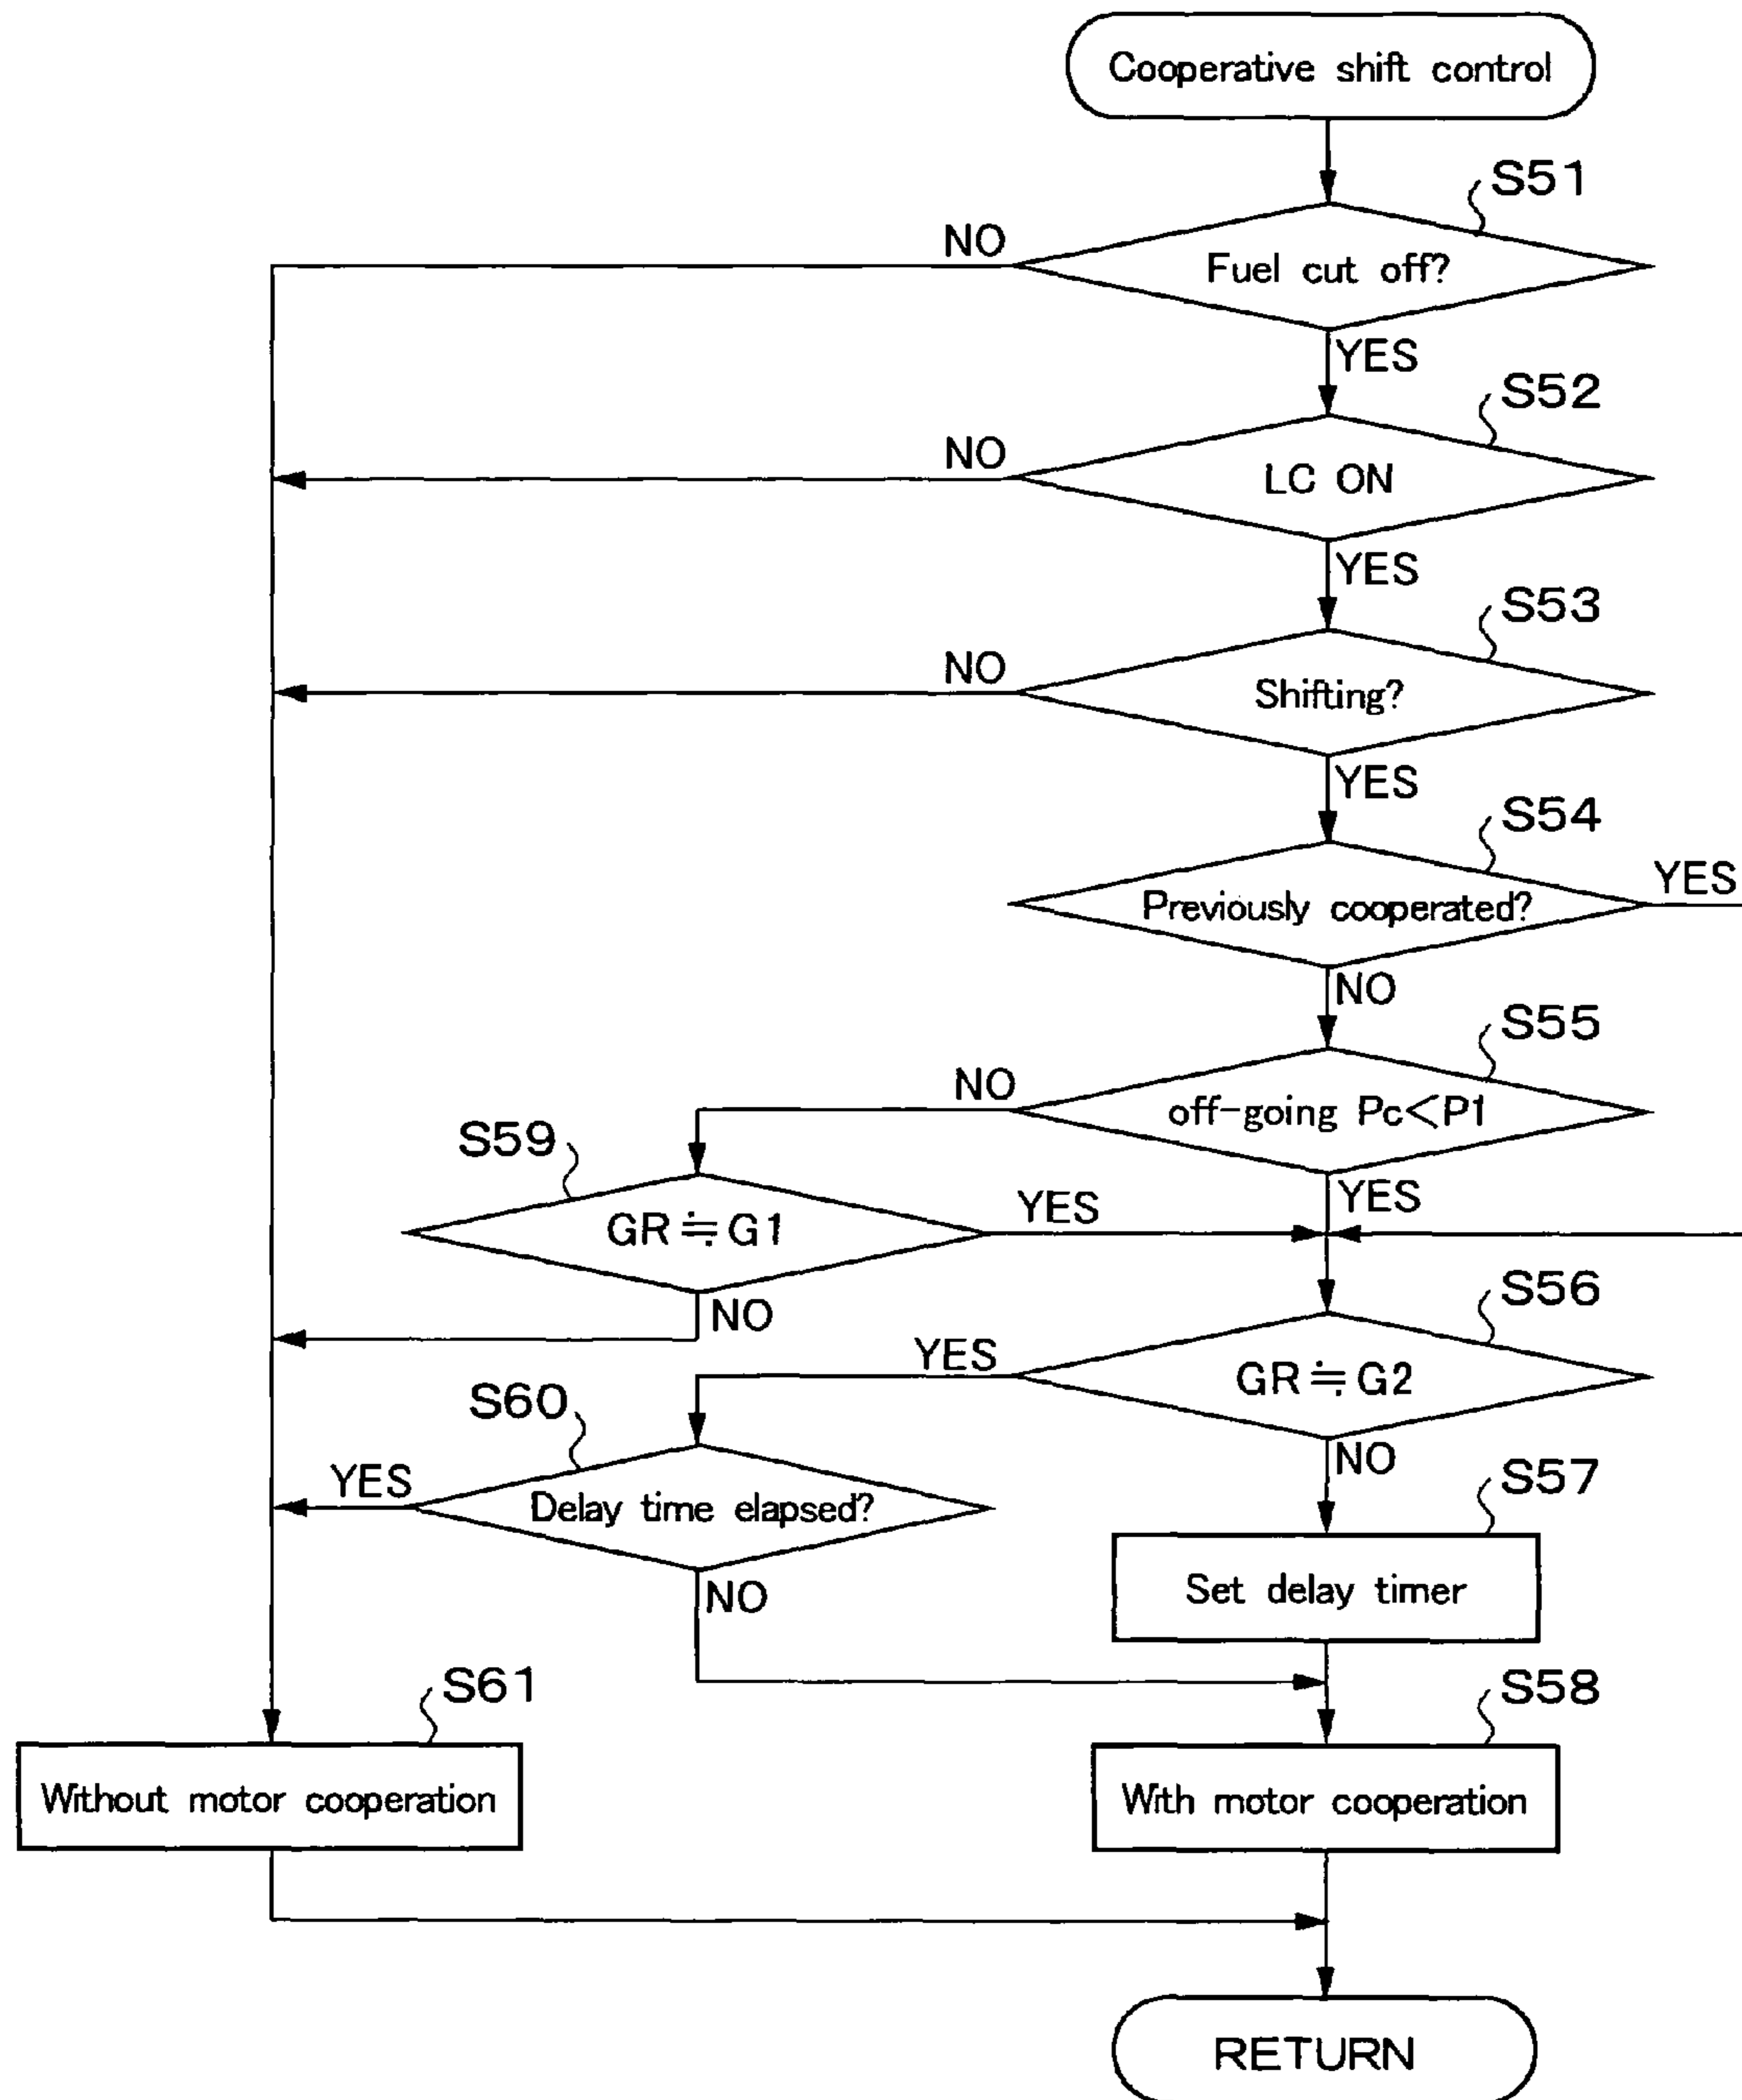 Cooperative shift control
S51
NO
Fuel cut off?
YES
S52
NO
LC ON
YES
S53
NO
Shifting?
YES
S54
YES
Previously cooperated?
NO
S55
NO
off-going Pc<P1
S59
YES
YES
GR≒G1
NO
S56
YES
GR≒G2
S60
NO
YES
Delay time elapsed?
S57
NO
Set delay timer
S61
S58
Without motor cooperation
With motor cooperation
RETURN